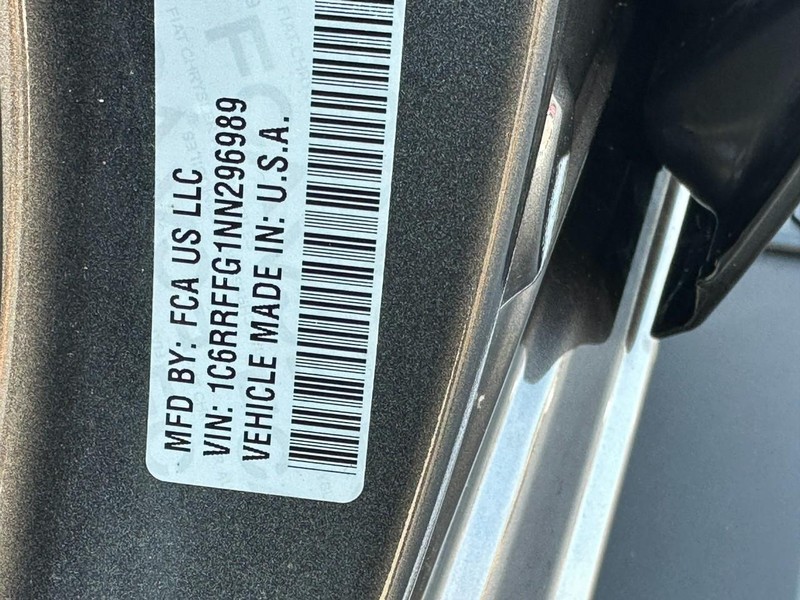 MFD BY: FCA US LLC
VIN: 1C6RRFFG1NN296989
VEHICLE MADE IN: U.S.A.